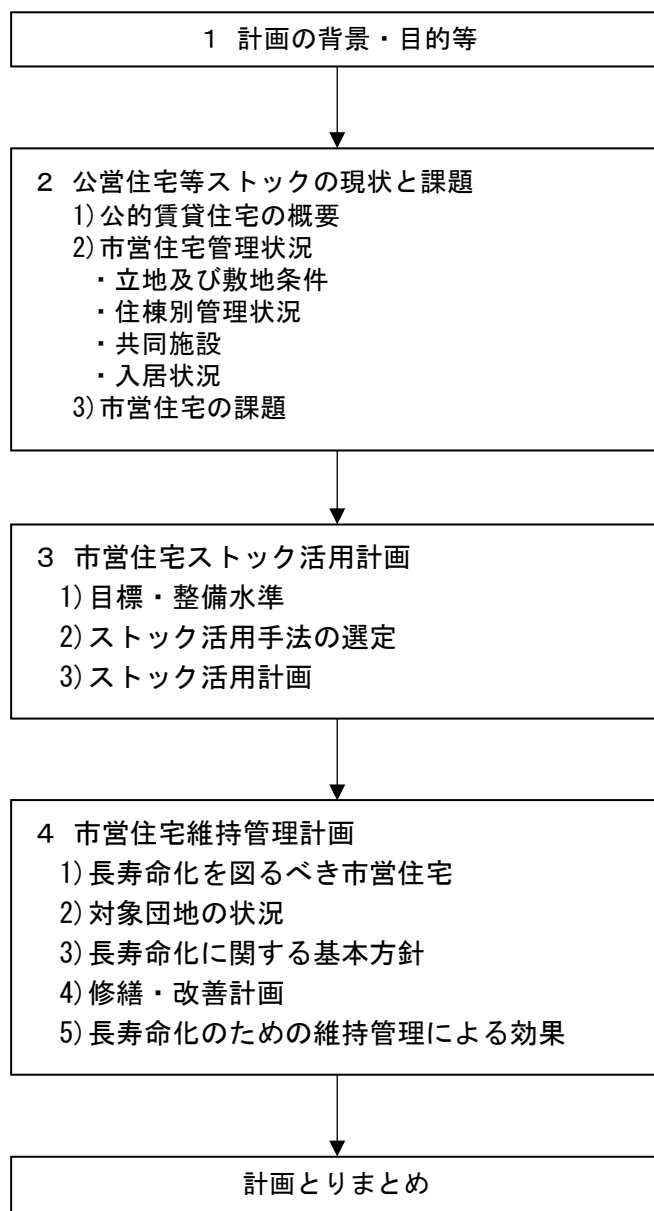 １ 計画の背景・目的等
２ 公営住宅等ストックの現状と課題
1)公的賃貸住宅の概要
2)市営住宅管理状況
・立地及び敷地条件
・住棟別管理状況
・共同施設
・入居状況
3)市営住宅の課題
３ 市営住宅ストック活用計画
1)目標・整備水準
2)ストック活用手法の選定
3)ストック活用計画
４ 市営住宅維持管理計画
1)長寿命化を図るべき市営住宅
2)対象団地の状況
3)長寿命化に関する基本方針
4)修繕・改善計画
5)長寿命化のための維持管理による効果
計画とりまとめ